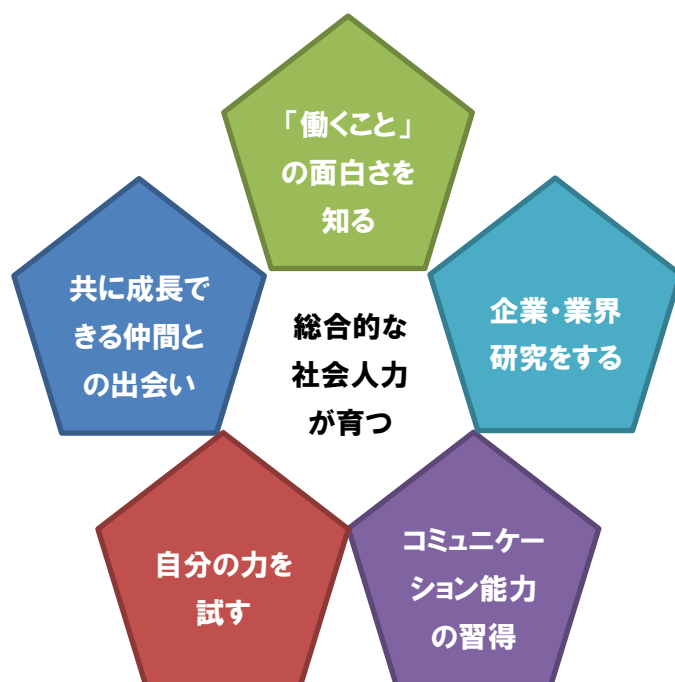 「働くこと」
の面白さを
知る
共に成長で
きる仲間と
の出会い
総合的な
社会人力
が育つ
企業・業界
研究をする
自分の力を
試す
コミュニケー
ション能力
の習得